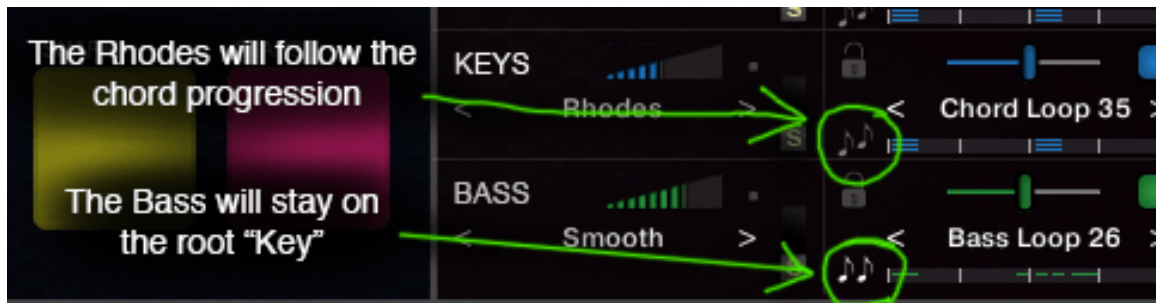 The Rhodes will follow the
chord progression
The Bass will stay on
the root “Key”
S
KEYS
< Rhodes >
S
S
< Chord Loop 35 >
BASS
< Smooth >
S
S
< Bass Loop 26 >